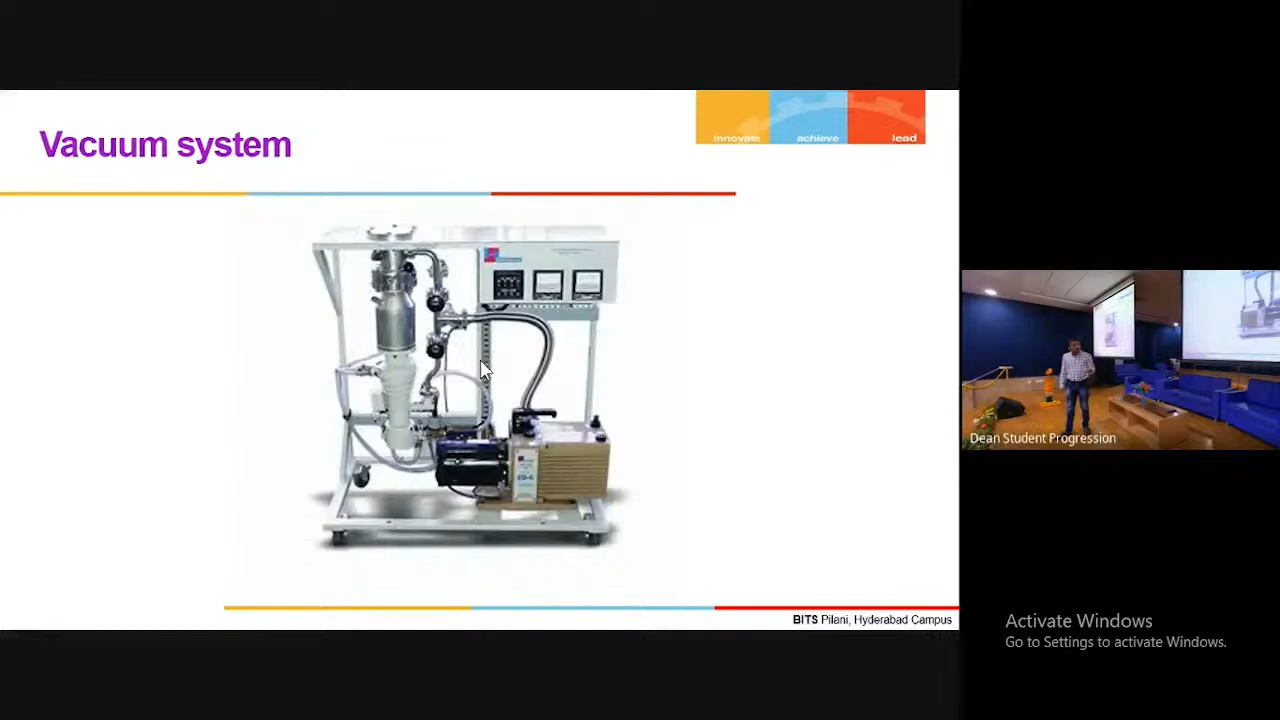 Vacuum system
innovate
achieve
lead
BITS Pilani, Hyderabad Campus
Dean Student Progression
Activate Windows
Go to Settings to activate Windows.